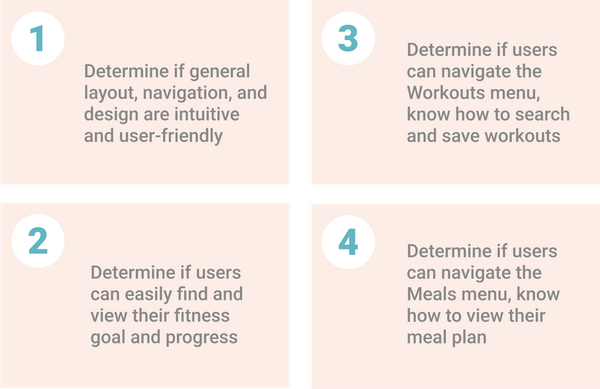 1
Determine if general
layout, navigation, and
design are intuitive
and user-friendly
2
Determine if users
can easily find and
view their fitness
goal and progress
3
Determine if users
can navigate the
Workouts menu,
know how to search
and save workouts
4
Determine if users
can navigate the
Meals menu, know
how to view their
meal plan